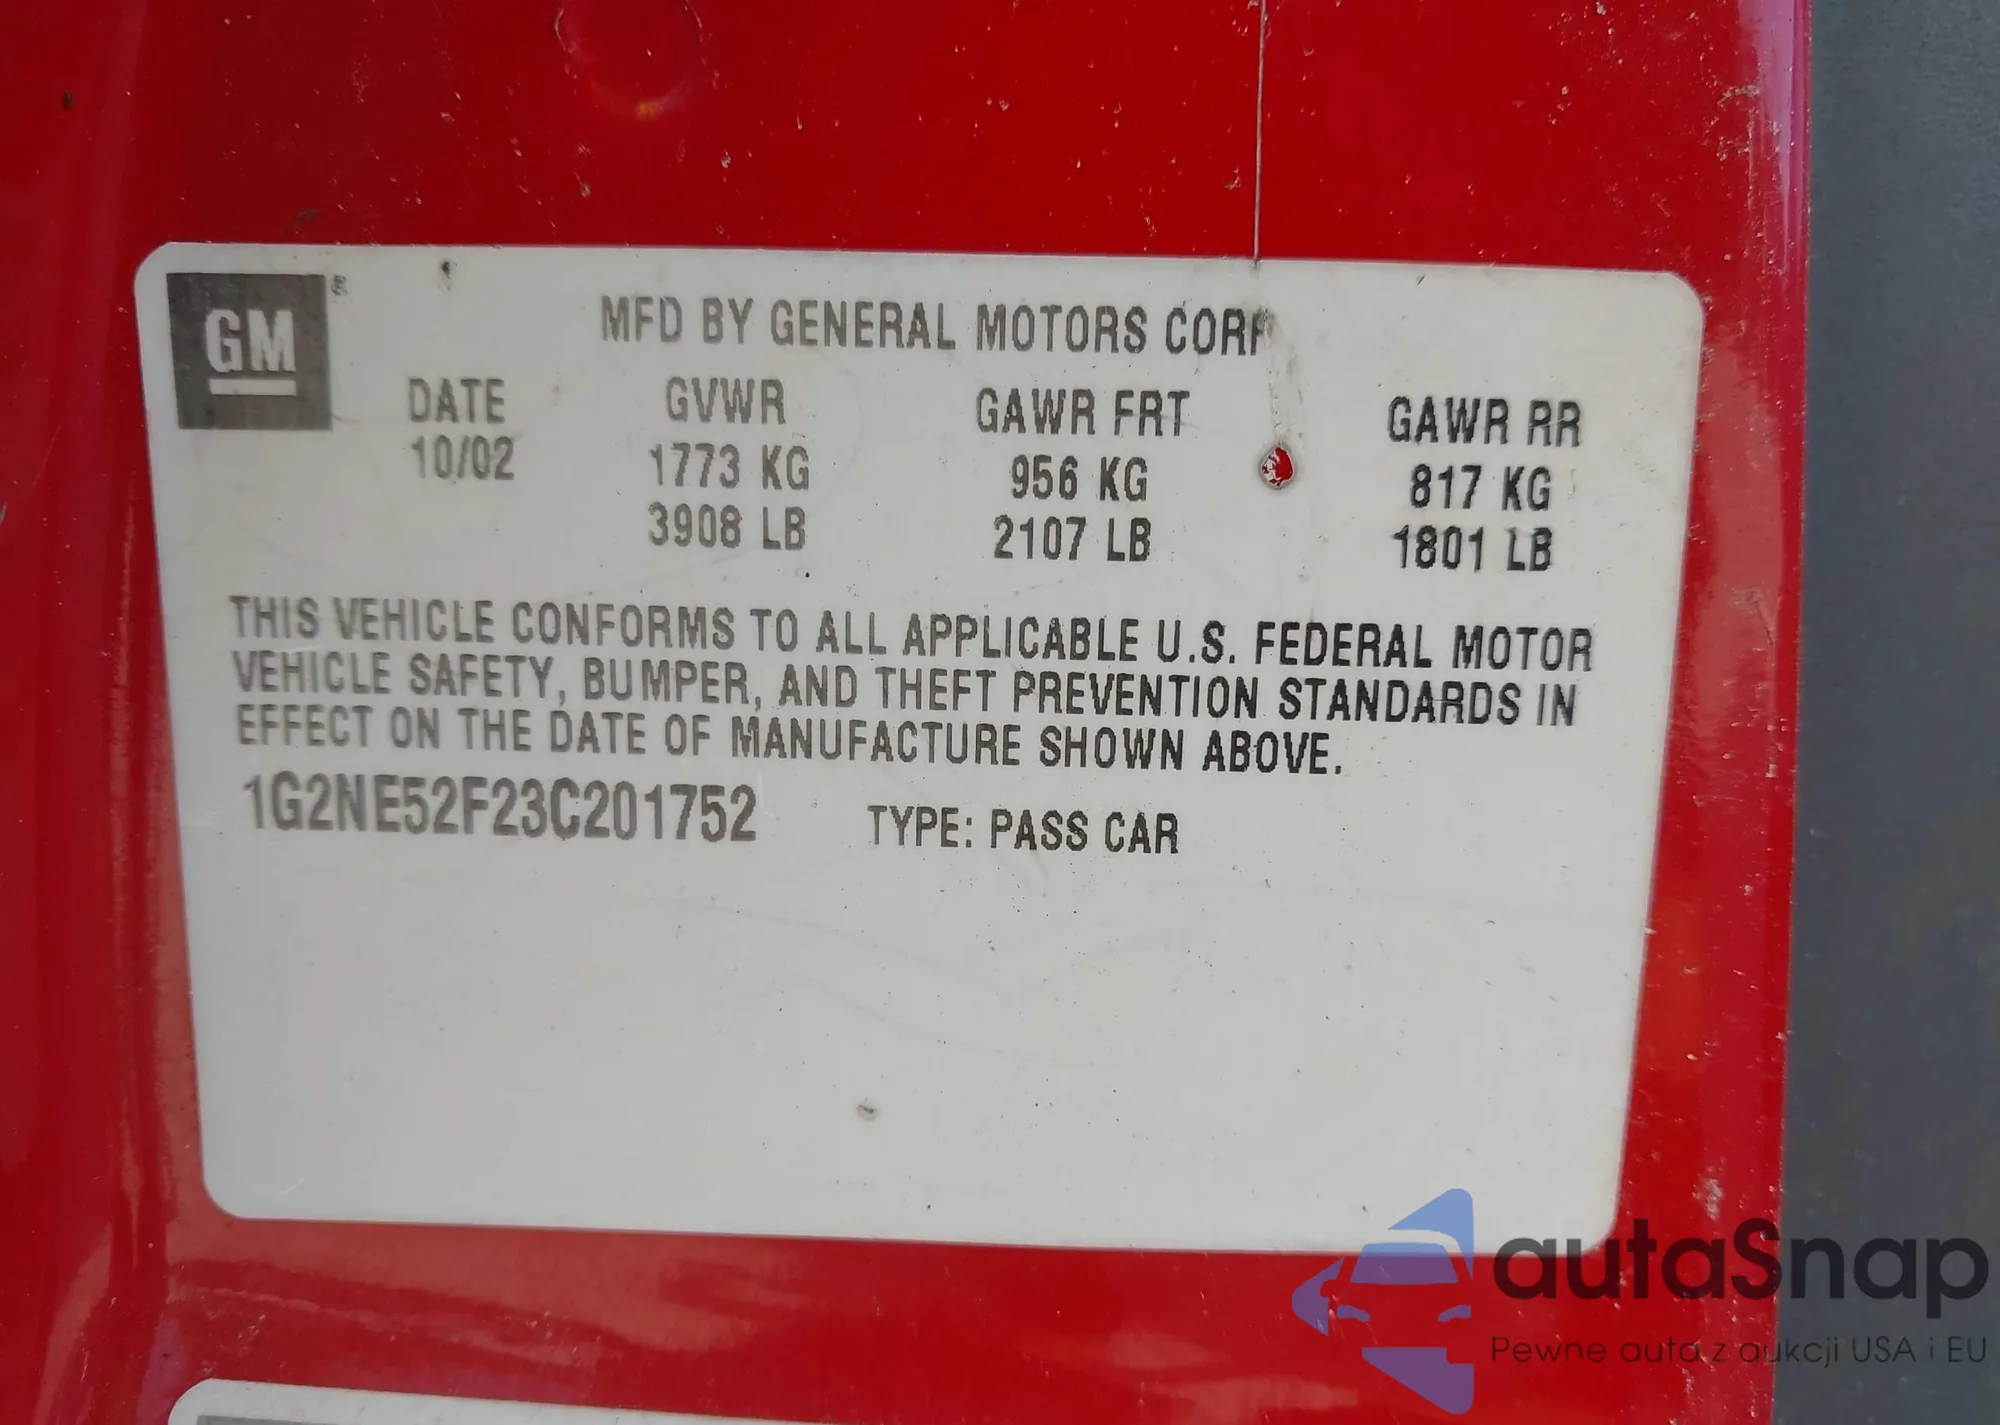 GM®
MFD BY GENERAL MOTORS CORP
DATE GVWR GAWR FRT GAWR RR
10/02 1773 KG 956 KG 817 KG
3908 LB 2107 LB 1801 LB
THIS VEHICLE CONFORMS TO ALL APPLICABLE U.S. FEDERAL MOTOR
VEHICLE SAFETY, BUMPER, AND THEFT PREVENTION STANDARDS IN
EFFECT ON THE DATE OF MANUFACTURE SHOWN ABOVE.
1G2NE52F23C201752 TYPE: PASS CAR
autaSnap
Pewne auta z aukcji USA i EU